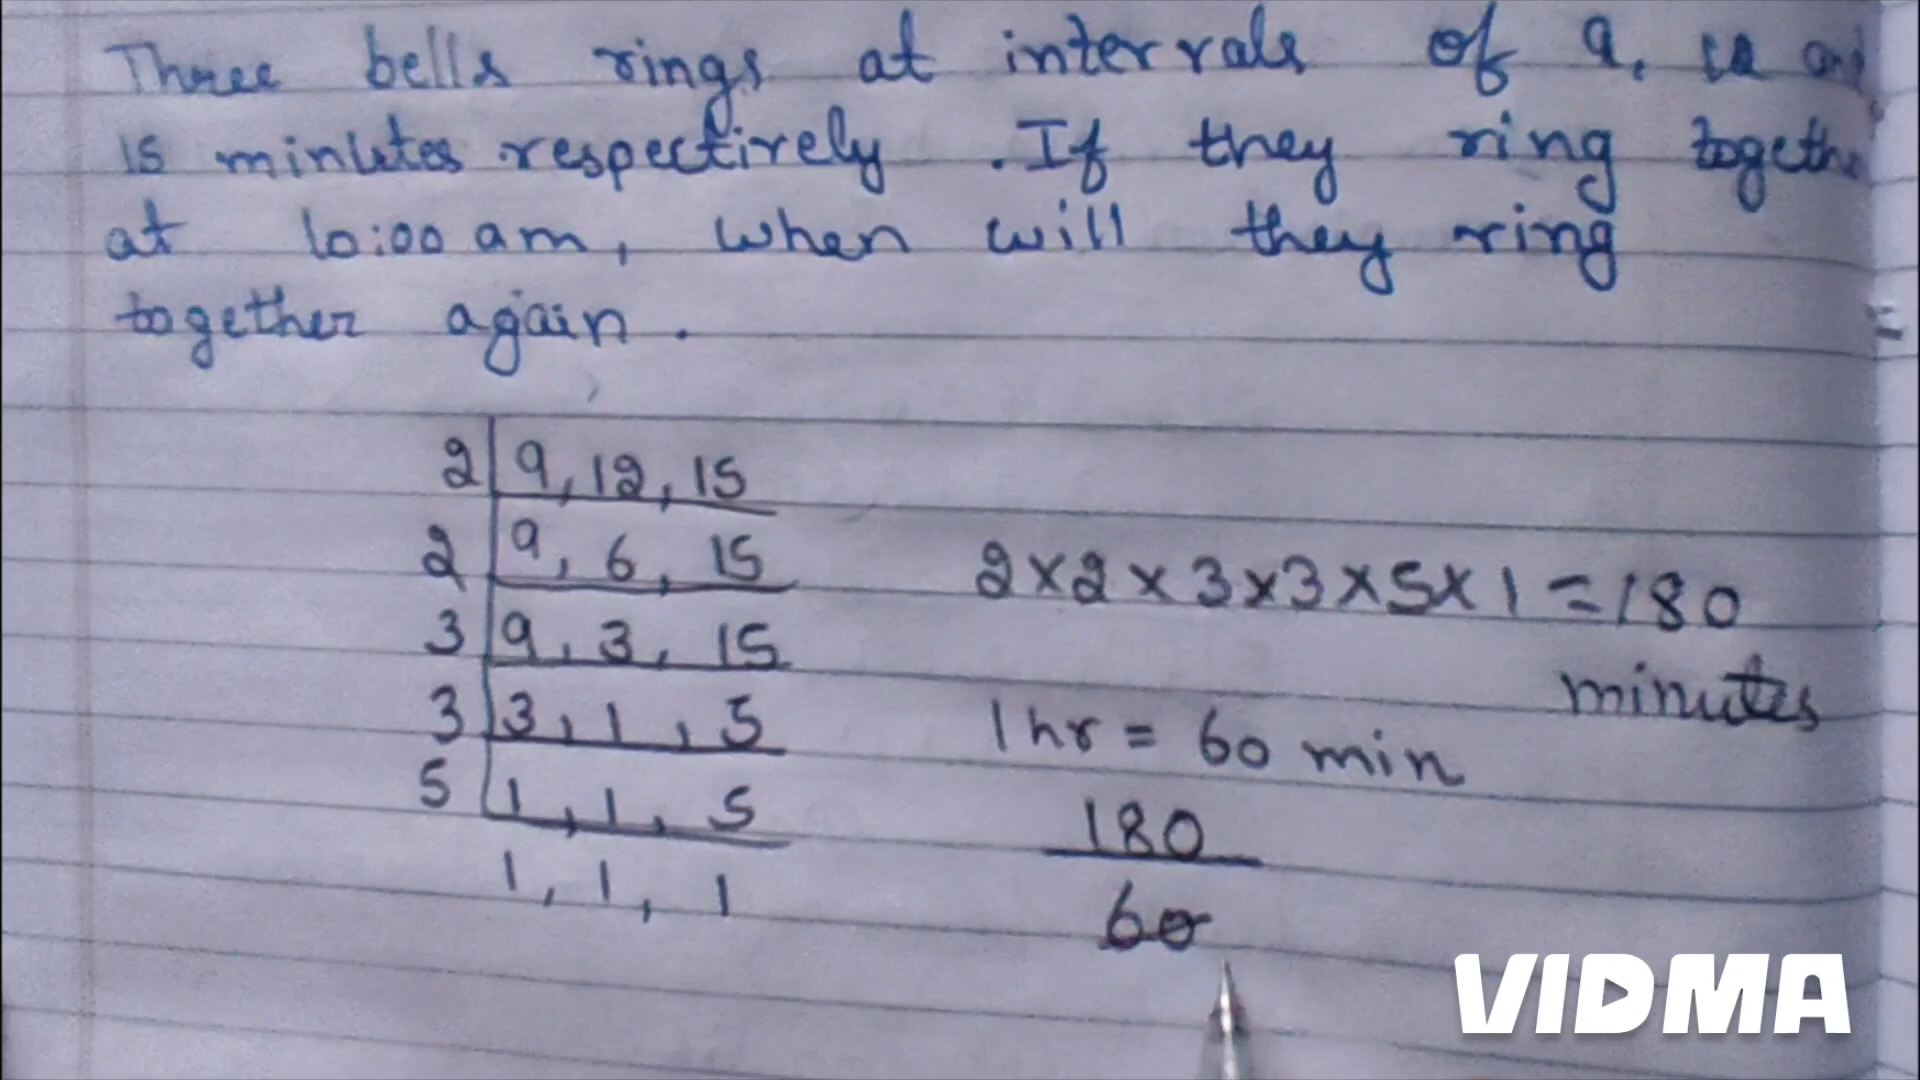 Three bells rings at intervals of 9, 12 and
15 minutes respectively. If they ring togethe
at 10:00 am, when will they ring
together again.
2 | 9, 12, 15
2 | 9, 6, 15
3 | 9, 3, 15
3 | 3, 1, 5
5 | 1, 1, 5
1, 1, 1
2×2×3×3×5×1=180
minutes
1 hr = 60 min
180
60
VIDMA